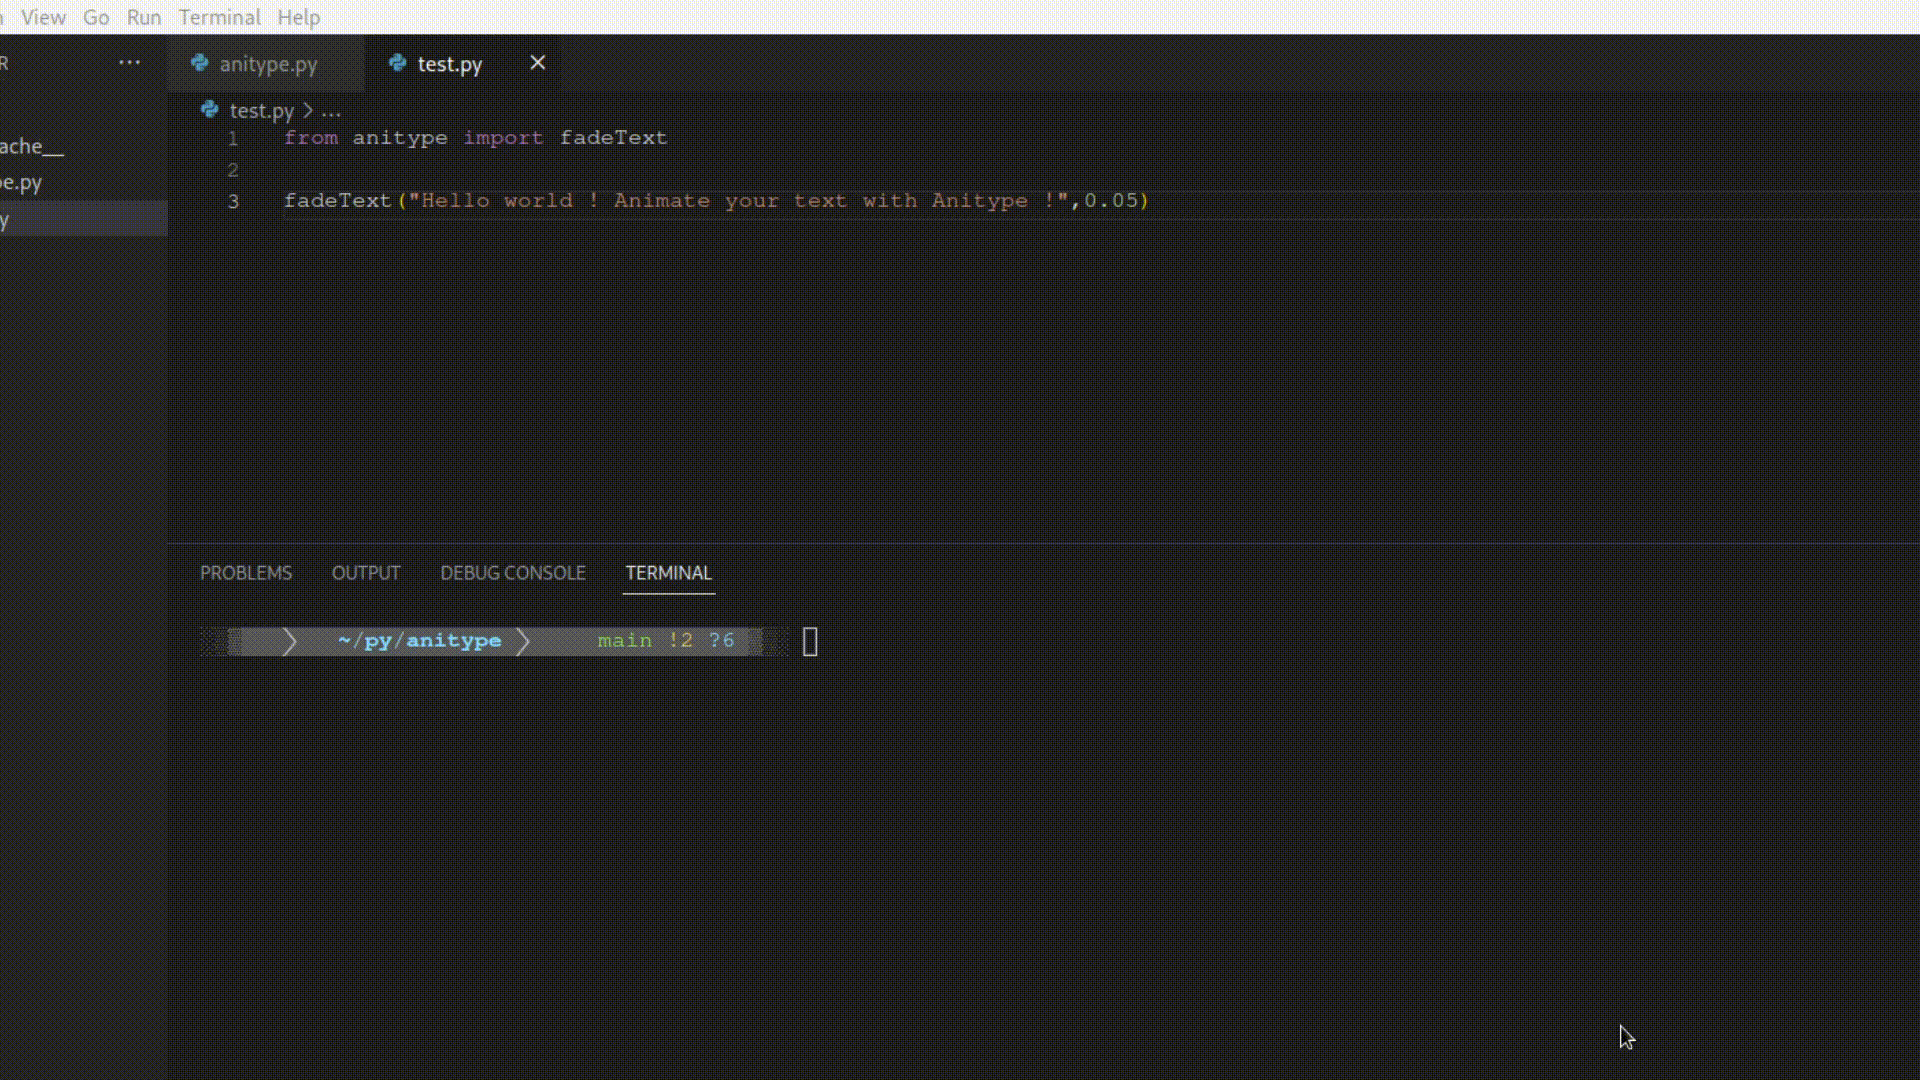 View Go Run Terminal Help
R ... anitype.py test.py
test.py > ...
1 from anitype import fadeText
ache__
2
e.py
3 fadeText("Hello world ! Animate your text with Anitype !",0.05)
y
PROBLEMS OUTPUT DEBUG CONSOLE TERMINAL
~/py/anitype main !2 ?6